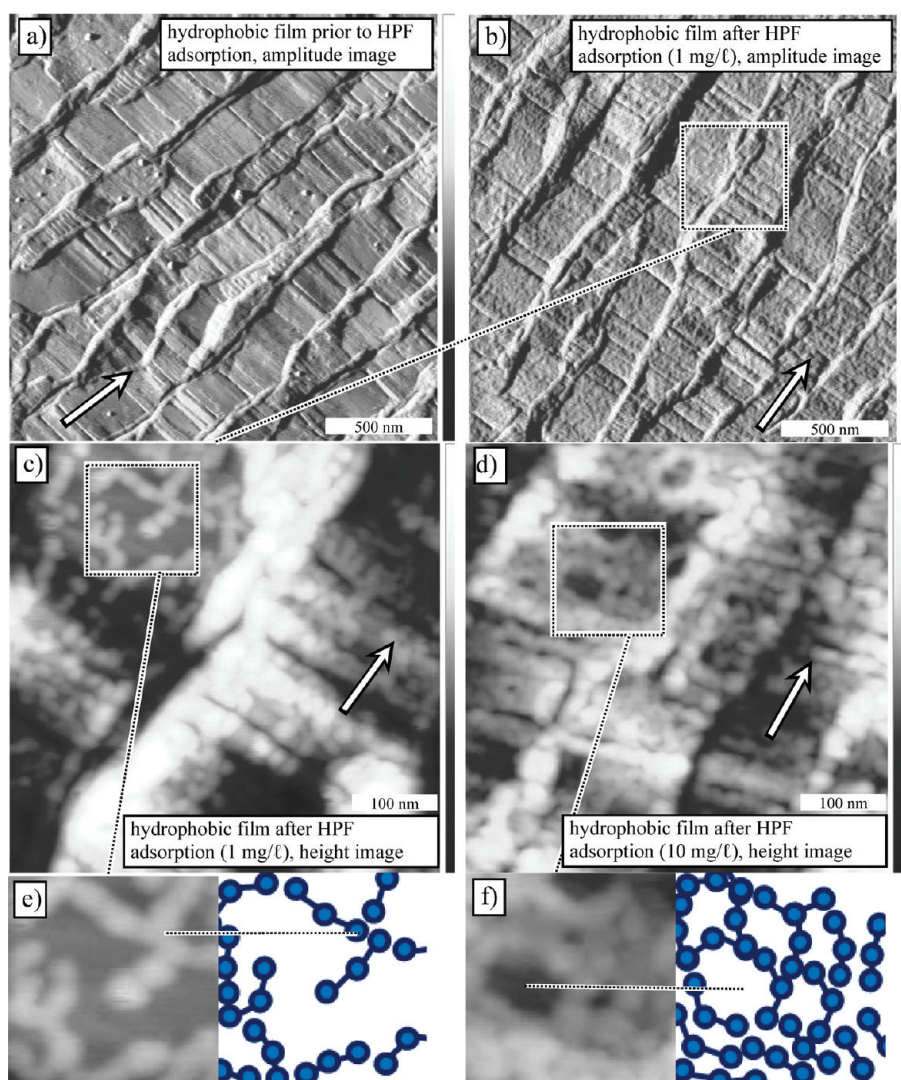 a)
hydrophobic film prior to HPF
adsorption, amplitude image
500 nm
b)
hydrophobic film after HPF
adsorption (1 mg/ℓ), amplitude image
500 nm
c)
100 nm
hydrophobic film after HPF
adsorption (1 mg/ℓ), height image
d)
100 nm
hydrophobic film after HPF
adsorption (10 mg/ℓ), height image
e)
f)